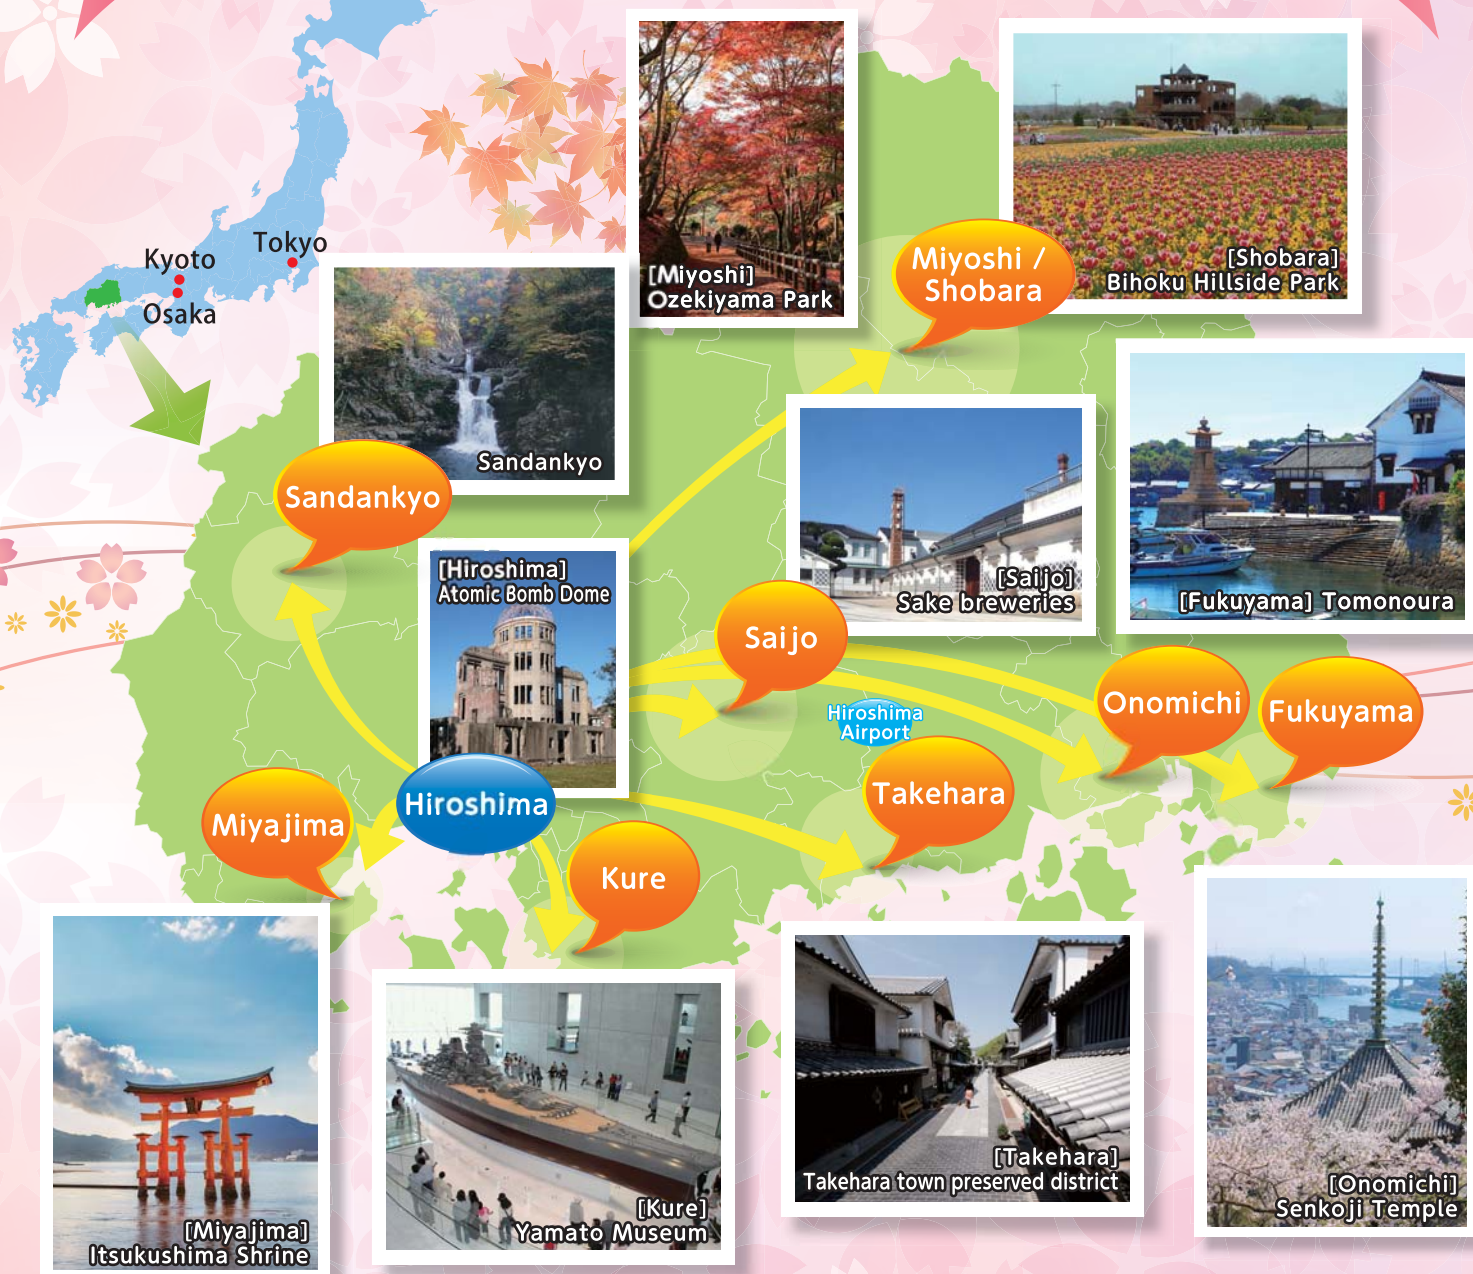 Tokyo
Kyoto
Osaka
[Miyoshi]
Ozekiyama Park
Miyoshi /
Shobara
[Shobara]
Bihoku Hillside Park
Sandankyo
Sandankyo
[Hiroshima]
Atomic Bomb Dome
[Saijo]
Sake breweries
[Fukuyama] Tomonoura
Saijo
Hiroshima
Airport
Onomichi
Fukuyama
Takehara
Hiroshima
Miyajima
Kure
[Miyajima]
Itsukushima Shrine
[Kure]
Yamato Museum
[Takehara]
Takehara town preserved district
[Onomichi]
Senkoji Temple